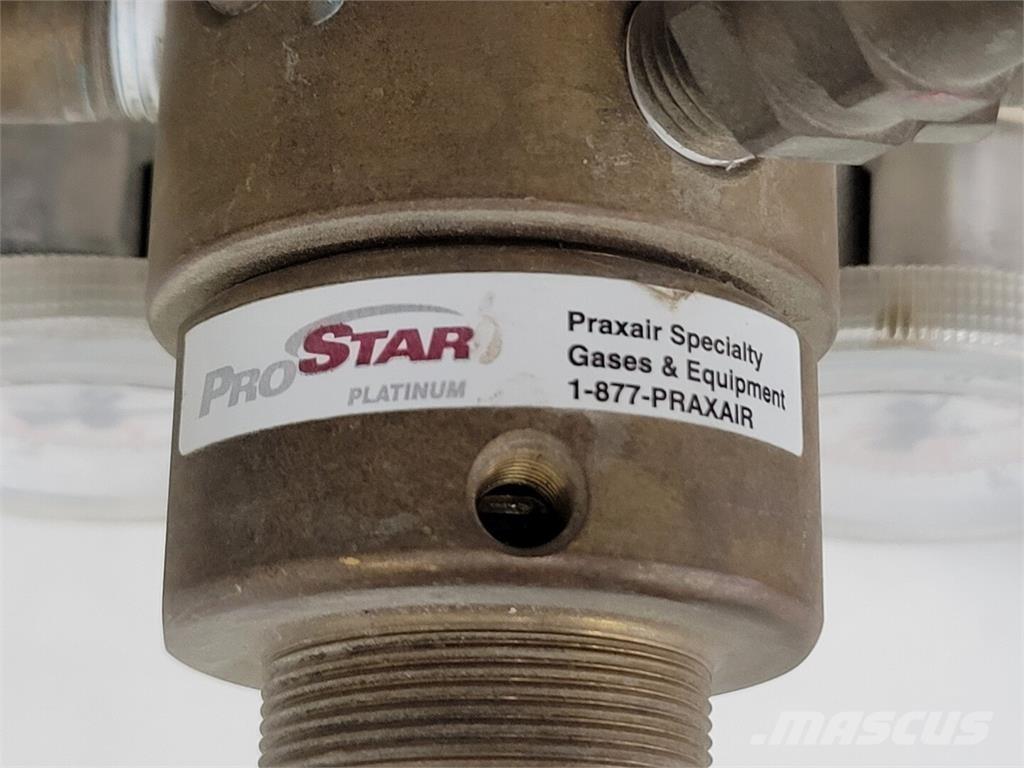 PROSTAR
PLATINUM
Praxair Specialty
Gases & Equipment
1-877-PRAXAIR
MASCUS